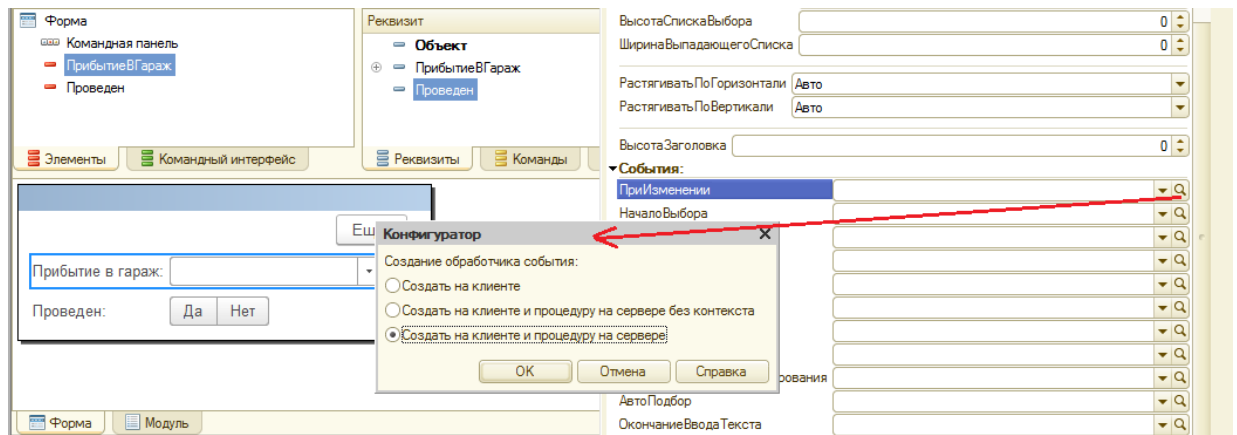 Форма
Командная панель
ПрибытиеВГараж
Проведен
Элементы
Командный интерфейс
Реквизит
Объект
ПрибытиеВГараж
Проведен
Реквизиты
Команды
ВысотаСпискаВыбора 0
ШиринаВыпадающегоСписка 0
РастягиватьПоГоризонтали Авто
РастягиватьПоВертикали Авто
ВысотаЗаголовка 0
События:
ПриИзменении
НачалоВыбора
Прибытие в гараж:
Проведен: Да Нет
Конфигуратор
Создание обработчика события:
Создать на клиенте
Создать на клиенте и процедуру на сервере без контекста
Создать на клиенте и процедуру на сервере
OK Отмена Справка
АвтоПодбор
ОкончаниеВводаТекста
Форма
Модуль